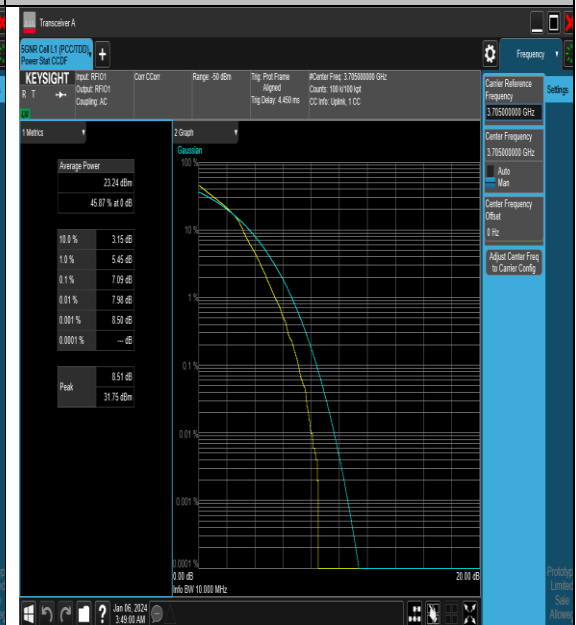 Transceiver A
5GNR Cell L1 (PCC/TDD),
Power Stat CCDF
+
Frequency
KEYSIGHT
R T
Input: RFIO1
Output: RFIO1
Coupling: AC
Corr CCorr
Range: -50 dBm
Trig: Prot Frame
Aligned
Trig Delay: 4.450 ms
#Center Freq: 3.705000000 GHz
Counts: 100 k/100 kpt
CC Info: Uplink, 1 CC
Carrier Reference
Frequency
3.705000000 GHz
Settings
Center Frequency
3.705000000 GHz
Auto
Man
Center Frequency
Offset
0 Hz
Adjust Center Freq
to Carrier Config
1 Metrics
Average Power
23.24 dBm
45.87 % at 0 dB
10.0 % 3.15 dB
1.0 % 5.45 dB
0.1 % 7.09 dB
0.01 % 7.98 dB
0.001 % 8.50 dB
0.0001 % --- dB
Peak
8.51 dB
31.75 dBm
2 Graph
Gaussian
100 %
10 %
1 %
0.1 %
0.01 %
0.001 %
0.0001 %
0.00 dB
20.00 dB
Info BW 10.000 MHz
Prototyp
Limited
Sale
Allowed
?
Jan 06, 2024
3:49:00 AM